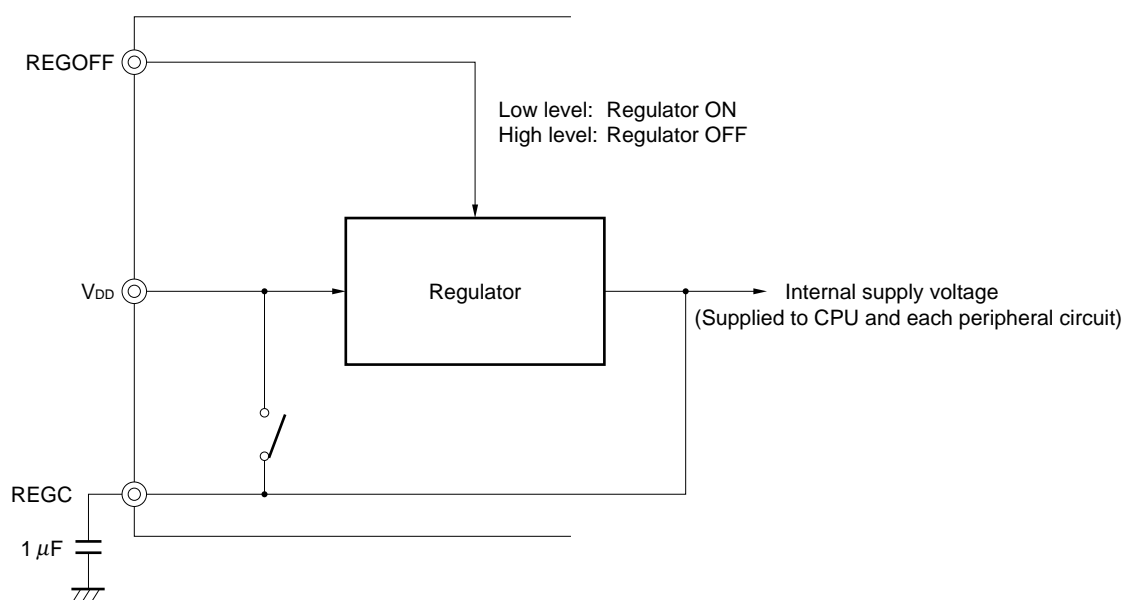 REGOFF
Low level: Regulator ON
High level: Regulator OFF
VDD
Regulator
Internal supply voltage
(Supplied to CPU and each peripheral circuit)
REGC
1 μF